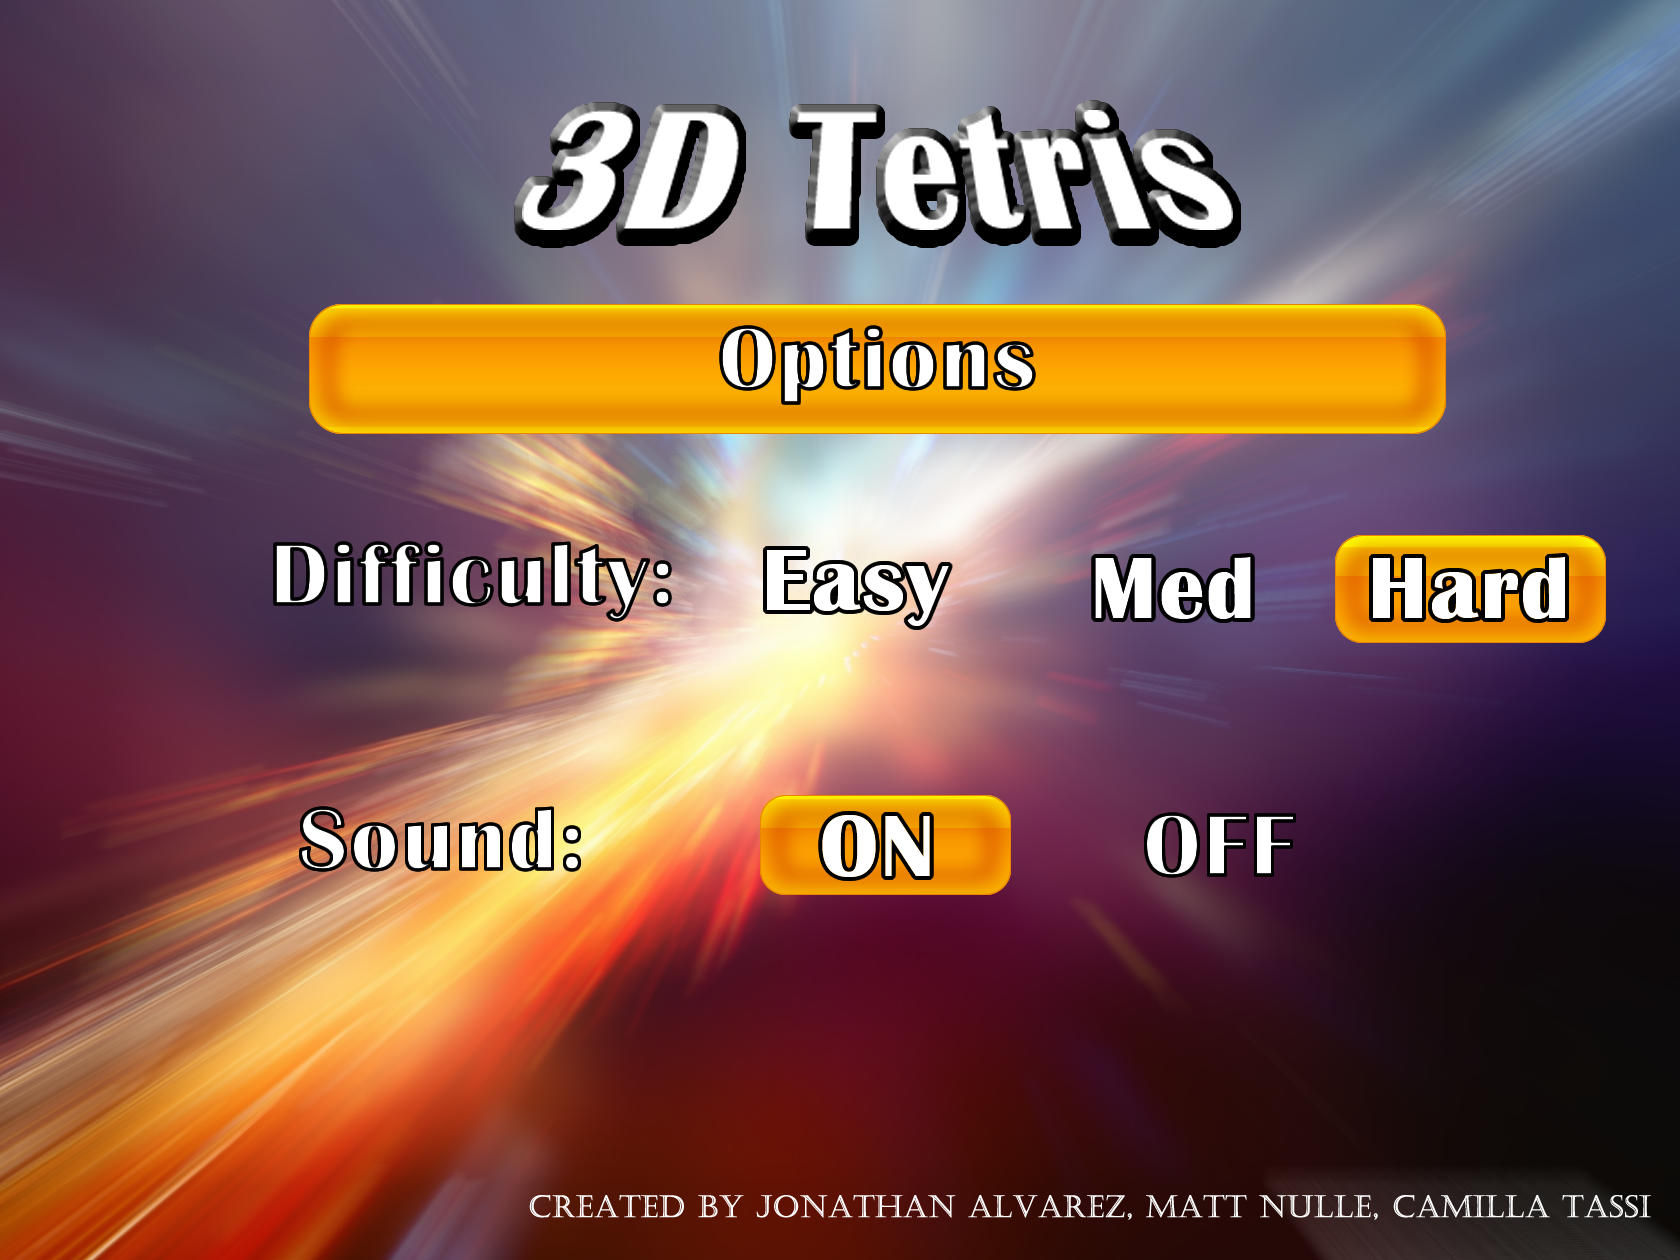 3D Tetris
Options
Difficulty: Easy Med Hard
Sound: ON OFF
CREATED BY JONATHAN ALVAREZ, MATT NULLE, CAMILLA TASSI